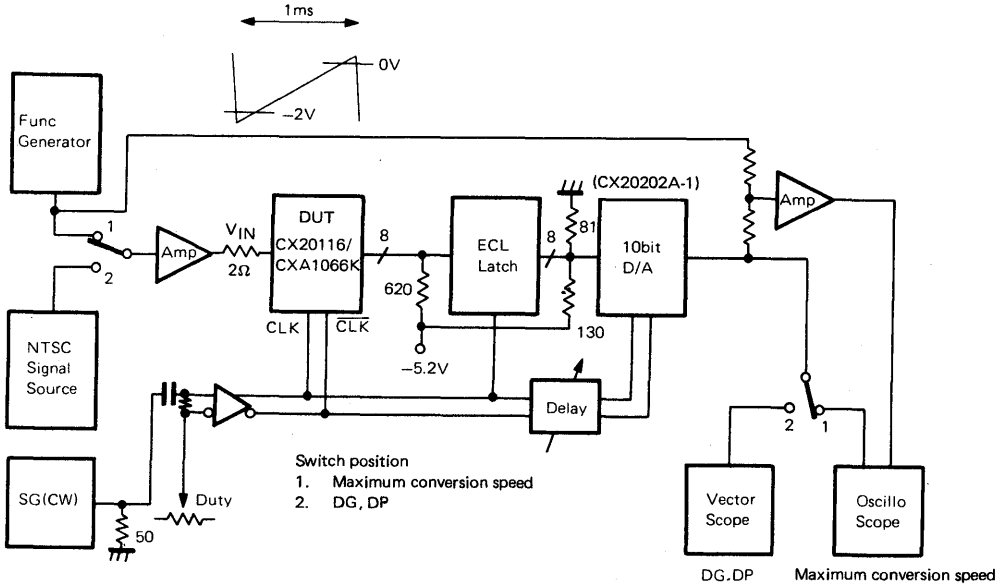 1ms
0V
−2V
Func
Generator
(CX20202A-1)
1
2
Amp
VIN
2Ω
DUT
CX20116/
CXA1066K
CLK
CLK
8
620
−5.2V
ECL
Latch
8
81
130
10bit
D/A
Amp
NTSC
Signal
Source
Delay
SG(CW)
50
Duty
Switch position
1. Maximum conversion speed
2. DG, DP
2
1
Vector
Scope
Oscillo
Scope
DG.DP
Maximum conversion speed